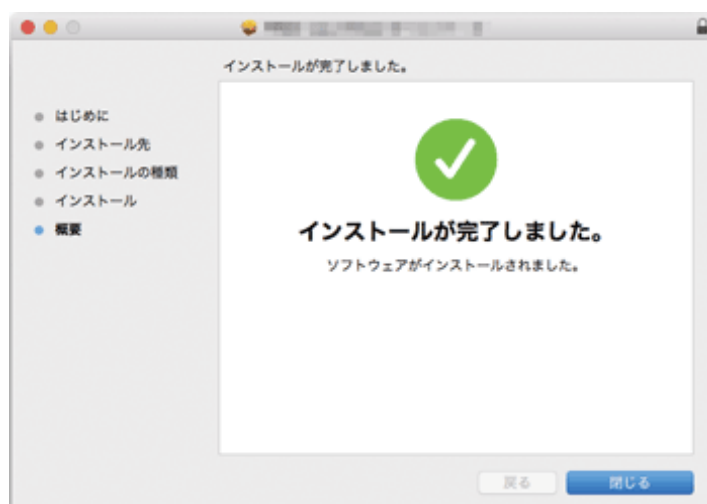 インストールが完了しました。
はじめに
インストール先
インストールの種類
インストール
概要
インストールが完了しました。
ソフトウェアがインストールされました。
戻る
閉じる